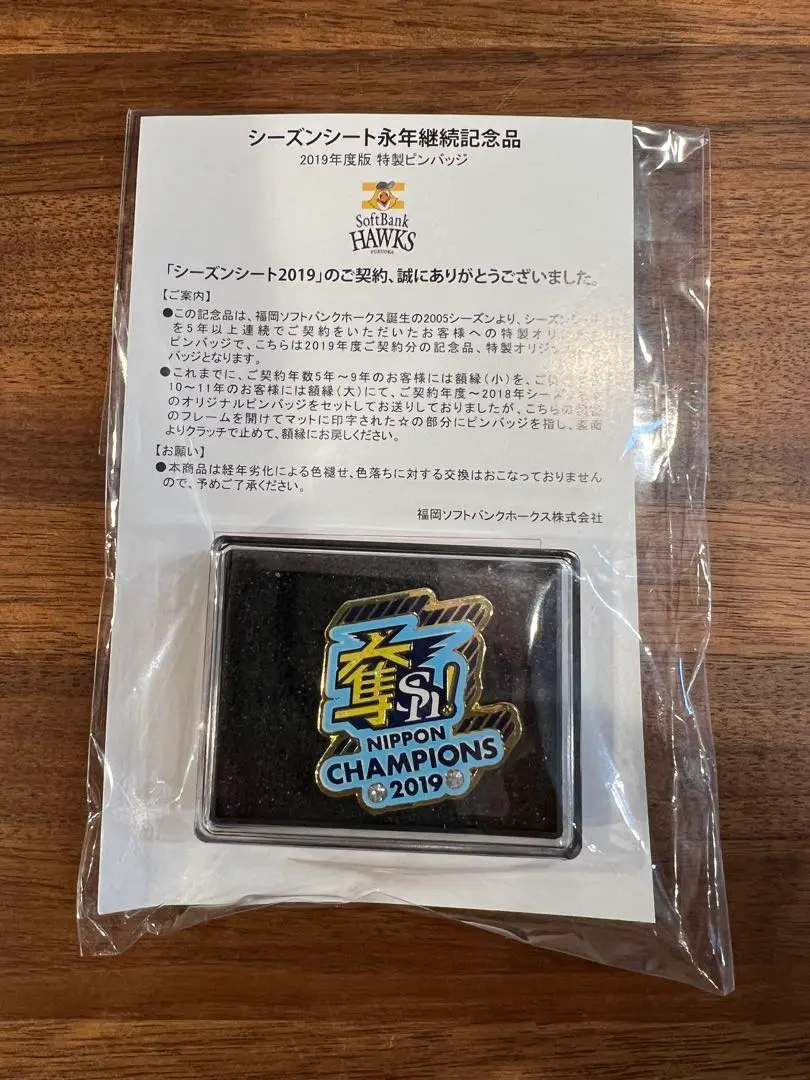 シーズンシート永年継続記念品
2019年度版 特製ピンバッジ
SoftBank
HAWKS
FUKUOKA
「シーズンシート2019」のご契約、誠にありがとうございました。
【ご案内】
●この記念品は、福岡ソフトバンクホークス誕生の2005シーズンより、シーズン
を5年以上連続でご契約をいただいたお客様への特製オリ
ピンバッジで、こちらは2019年度ご契約分の記念品、特製オリジ
バッジとなります。
●これまでに、ご契約年数5年～9年のお客様には額縁(小)を、ご
10～11年のお客様には額縁(大)にて、ご契約年度～2018年シー
のオリジナルピンバッジをセットしてお送りしておりましたが、こちらの
のフレームを開けてマットに印字された☆の部分にピンバッジを指し、裏面
よりクラッチで止めて、額縁にお戻しください。
【お願い】
●本商品は経年劣化による色褪せ、色落ちに対する交換はおこなっておりません
ので、予めご了承ください。
福岡ソフトバンクホークス株式会社
奪Sh!
NIPPON
CHAMPIONS
2019